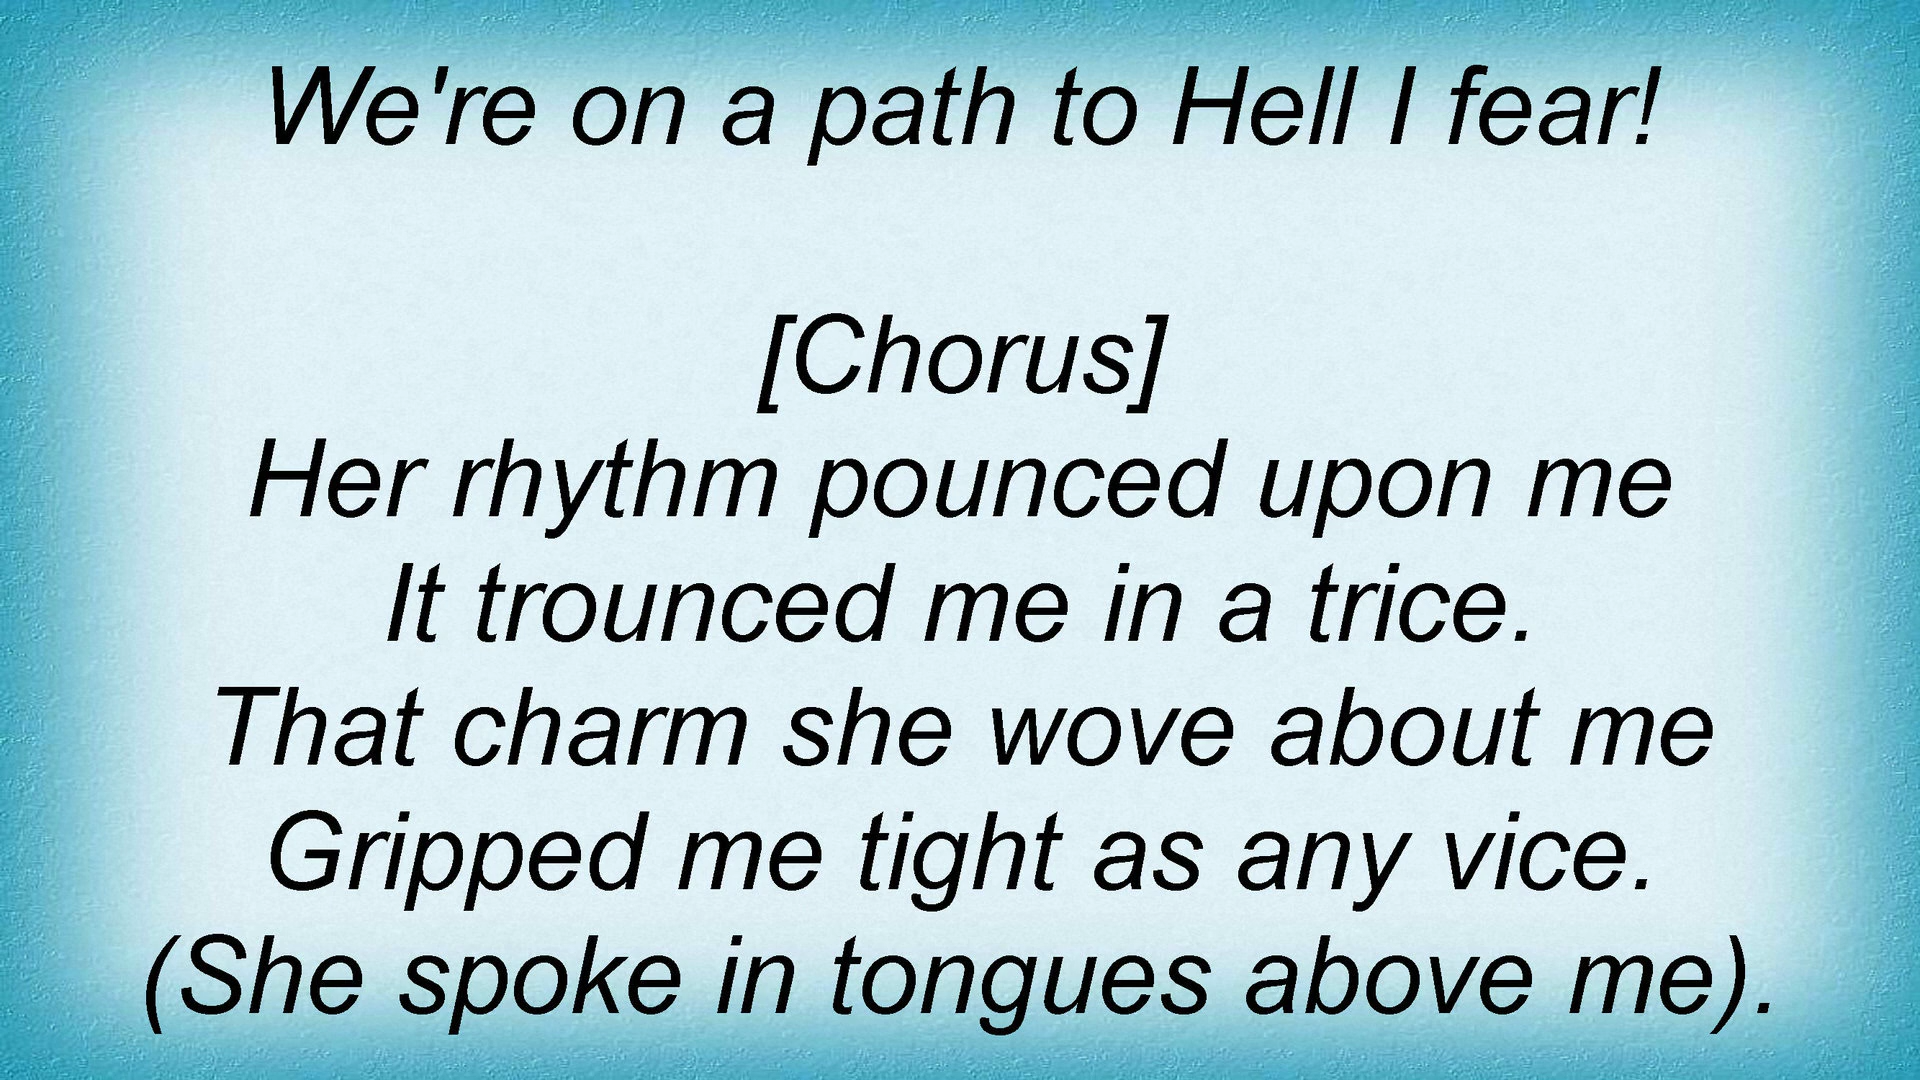 We're on a path to Hell I fear!
[Chorus]
Her rhythm pounced upon me
It trounced me in a trice.
That charm she wove about me
Gripped me tight as any vice.
(She spoke in tongues above me).